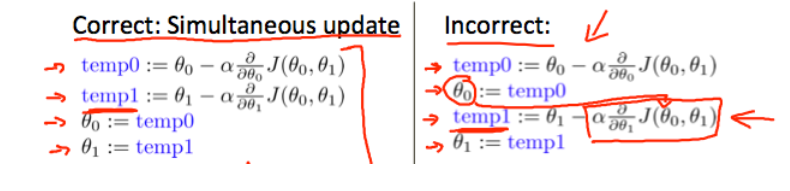 Correct: Simultaneous update
temp0 := θ₀ − α ∂/∂θ₀ J(θ₀, θ₁)
temp1 := θ₁ − α ∂/∂θ₁ J(θ₀, θ₁)
θ₀ := temp0
θ₁ := temp1
Incorrect:
temp0 := θ₀ − α ∂/∂θ₀ J(θ₀, θ₁)
θ₀ := temp0
temp1 := θ₁ − α ∂/∂θ₁ J(θ₀, θ₁)
θ₁ := temp1